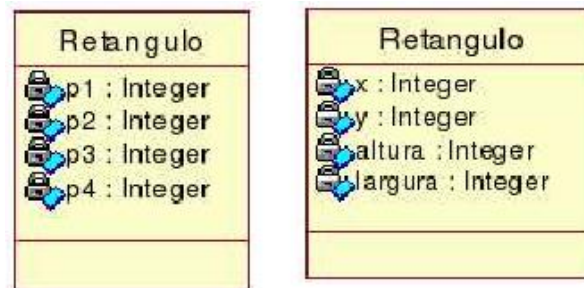 Retangulo
p1 : Integer
p2 : Integer
p3 : Integer
p4 : Integer
Retangulo
x : Integer
y : Integer
altura : Integer
largura : Integer